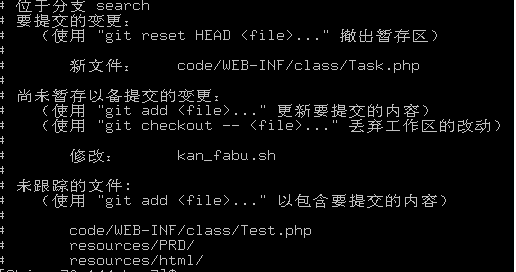 # 位于分支 search
# 要提交的变更：
#   （使用 "git reset HEAD <file>..." 撤出暂存区）
#
#       新文件：    code/WEB-INF/class/Task.php
#
# 尚未暂存以备提交的变更：
#   （使用 "git add <file>..." 更新要提交的内容）
#   （使用 "git checkout -- <file>..." 丢弃工作区的改动）
#
#       修改：      kan_fabu.sh
#
# 未跟踪的文件:
#   （使用 "git add <file>..." 以包含要提交的内容）
#
#       code/WEB-INF/class/Test.php
#       resources/PRD/
#       resources/html/